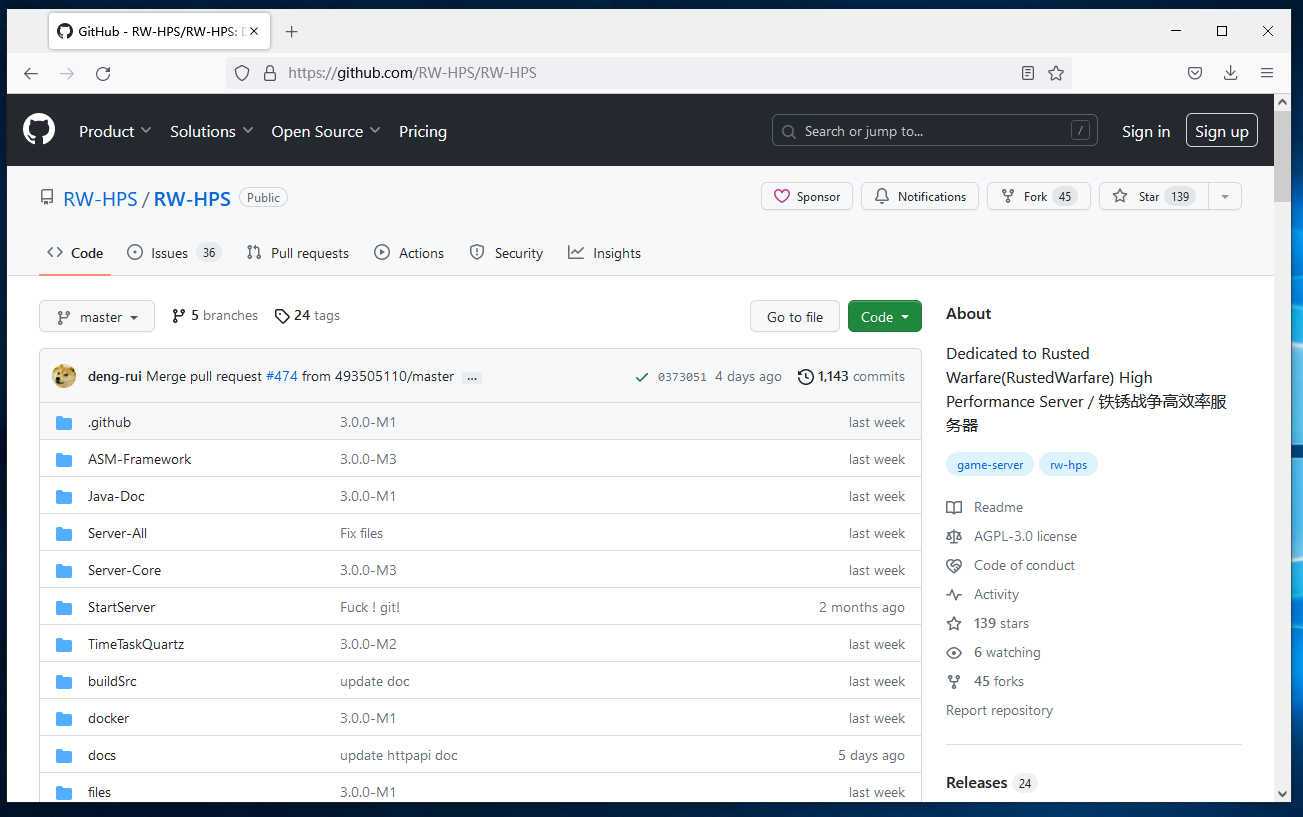 GitHub - RW-HPS/RW-HPS: D
https://github.com/RW-HPS/RW-HPS
Product Solutions Open Source Pricing
Search or jump to... /
Sign in Sign up
RW-HPS / RW-HPS Public
Sponsor Notifications Fork 45 Star 139
Code Issues 36 Pull requests Actions Security Insights
master 5 branches 24 tags Go to file Code
deng-rui Merge pull request #474 from 493505110/master ... 0373051 4 days ago 1,143 commits
.github 3.0.0-M1 last week
ASM-Framework 3.0.0-M3 last week
Java-Doc 3.0.0-M1 last week
Server-All Fix files last week
Server-Core 3.0.0-M3 last week
StartServer Fuck ! git! 2 months ago
TimeTaskQuartz 3.0.0-M2 last week
buildSrc update doc last week
docker 3.0.0-M1 last week
docs update httpapi doc 5 days ago
files 3.0.0-M1 last week
About
Dedicated to Rusted
Warfare(RustedWarfare) High
Performance Server / 铁锈战争高效率服
务器
game-server rw-hps
Readme
AGPL-3.0 license
Code of conduct
Activity
139 stars
6 watching
45 forks
Report repository
Releases 24